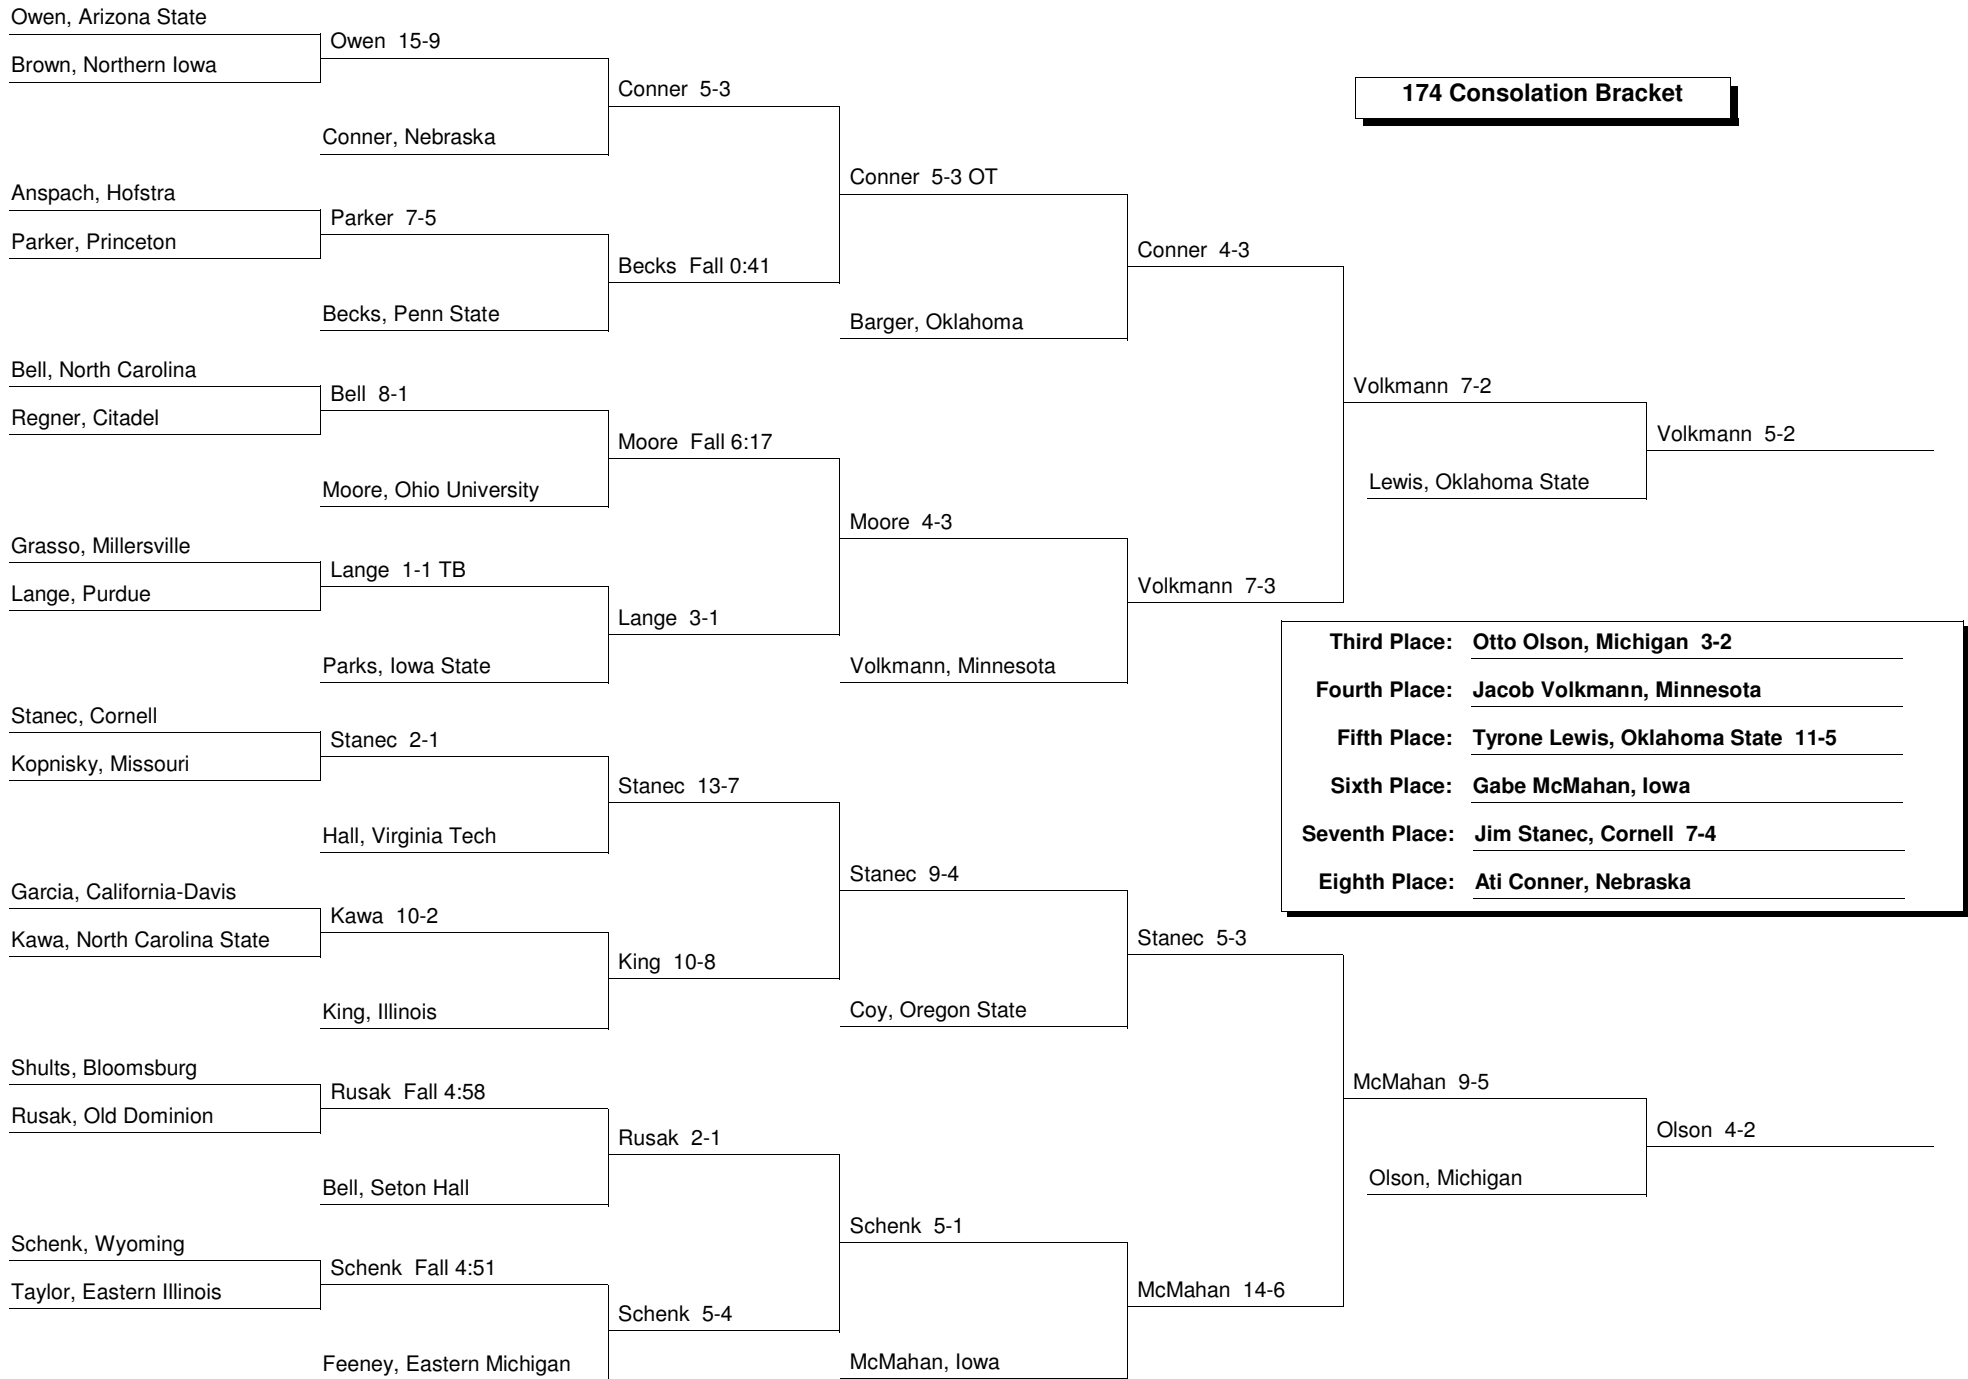 Owen, Arizona State
Brown, Northern Iowa
Anspach, Hofstra
Parker, Princeton
Bell, North Carolina
Regner, Citadel
Grasso, Millersville
Lange, Purdue
Stanec, Cornell
Kopnisky, Missouri
Garcia, California-Davis
Kawa, North Carolina State
Shults, Bloomsburg
Rusak, Old Dominion
Schenk, Wyoming
Taylor, Eastern Illinois
Owen 15-9
Conner, Nebraska
Parker 7-5
Becks, Penn State
Bell 8-1
Moore, Ohio University
Lange 1-1 TB
Parks, Iowa State
Stanec 2-1
Hall, Virginia Tech
Kawa 10-2
King, Illinois
Rusak Fall 4:58
Bell, Seton Hall
Schenk Fall 4:51
Feeney, Eastern Michigan
Conner 5-3
Becks Fall 0:41
Moore Fall 6:17
Lange 3-1
Stanec 13-7
King 10-8
Rusak 2-1
Schenk 5-4
Conner 5-3 OT
Barger, Oklahoma
Moore 4-3
Volkmann, Minnesota
Stanec 9-4
Coy, Oregon State
Schenk 5-1
McMahan, Iowa
Conner 4-3
Volkmann 7-3
Stanec 5-3
McMahan 14-6
174 Consolation Bracket
Volkmann 7-2
Lewis, Oklahoma State
McMahan 9-5
Olson, Michigan
Volkmann 5-2
Olson 4-2
Third Place: Otto Olson, Michigan 3-2
Fourth Place: Jacob Volkmann, Minnesota
Fifth Place: Tyrone Lewis, Oklahoma State 11-5
Sixth Place: Gabe McMahan, Iowa
Seventh Place: Jim Stanec, Cornell 7-4
Eighth Place: Ati Conner, Nebraska